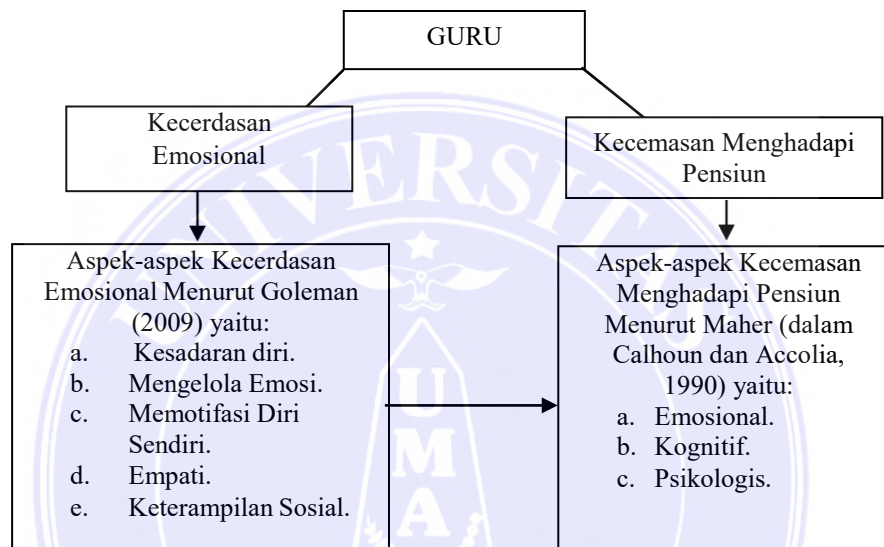 GURU
Kecerdasan
Emosional
Kecemasan Menghadapi
Pensiun
Aspek-aspek Kecerdasan
Emosional Menurut Goleman
(2009) yaitu:
a. Kesadaran diri.
b. Mengelola Emosi.
c. Memotifasi Diri
Sendiri.
d. Empati.
e. Keterampilan Sosial.
Aspek-aspek Kecemasan
Menghadapi Pensiun
Menurut Maher (dalam
Calhoun dan Accolia,
1990) yaitu:
a. Emosional.
b. Kognitif.
c. Psikologis.
UNIVERSITAS
UMA